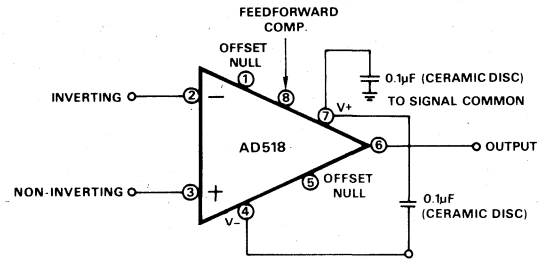 FEEDFORWARD
COMP.
OFFSET
NULL
1
8
0.1µF (CERAMIC DISC)
TO SIGNAL COMMON
7
V+
INVERTING
2
−
AD518
6
OUTPUT
NON-INVERTING
3
+
5
OFFSET
NULL
4
V-
0.1µF
(CERAMIC DISC)